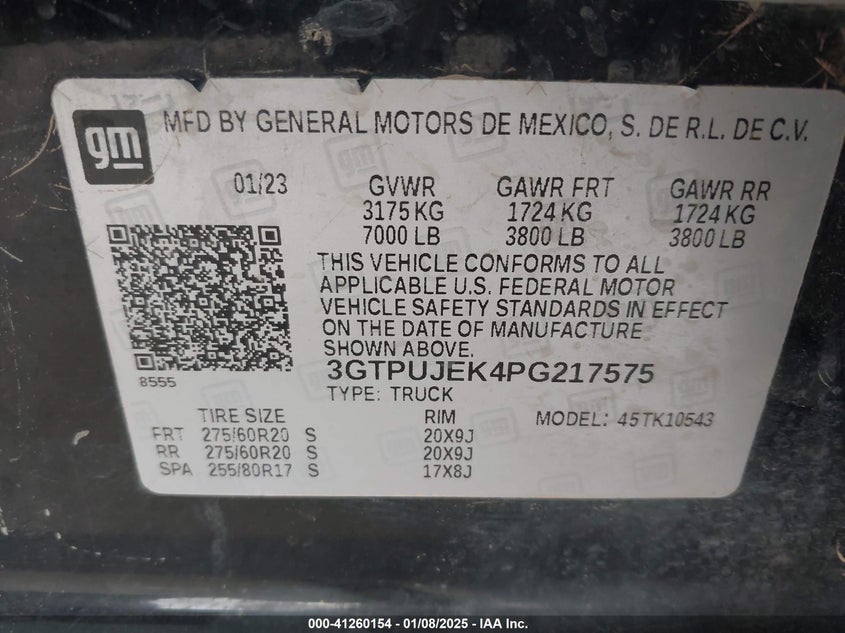 gm
MFD BY GENERAL MOTORS DE MEXICO, S. DE R.L. DE C.V.
01/23 GVWR GAWR FRT GAWR RR
3175 KG 1724 KG 1724 KG
7000 LB 3800 LB 3800 LB
THIS VEHICLE CONFORMS TO ALL
APPLICABLE U.S. FEDERAL MOTOR
VEHICLE SAFETY STANDARDS IN EFFECT
ON THE DATE OF MANUFACTURE
SHOWN ABOVE.
8555
3GTPUJEK4PG217575
TYPE: TRUCK
TIRE SIZE RIM MODEL: 45TK10543
FRT 275/60R20 S 20X9J
RR 275/60R20 S 20X9J
SPA 255/80R17 S 17X8J
000-41260154 — 01/08/2025 — IAA Inc.